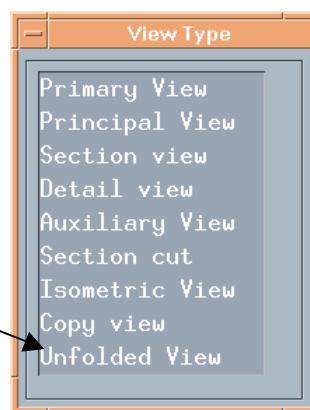 View Type
Primary View
Principal View
Section view
Detail view
Auxiliary View
Section cut
Isometric View
Copy view
Unfolded View